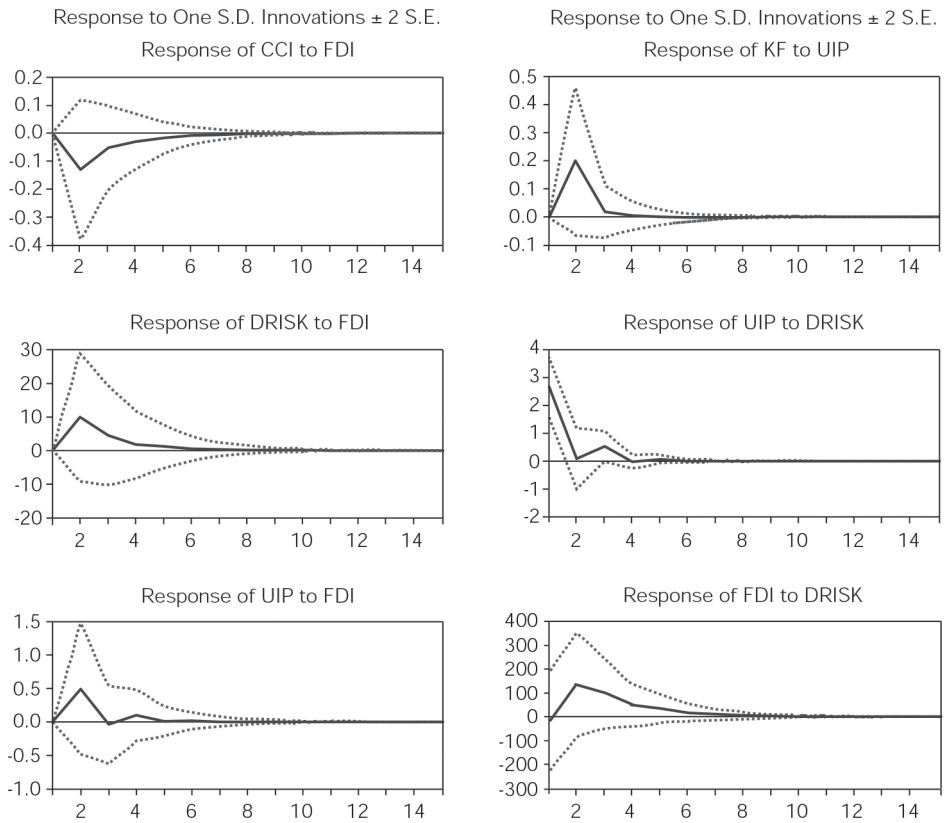 Response to One S.D. Innovations ± 2 S.E.
Response of CCI to FDI
0.2
0.1
0.0
-0.1
-0.2
-0.3
-0.4
2 4 6 8 10 12 14
Response of DRISK to FDI
30
20
10
0
-10
-20
2 4 6 8 10 12 14
Response of UIP to FDI
1.5
1.0
0.5
0.0
-0.5
-1.0
2 4 6 8 10 12 14
Response to One S.D. Innovations ± 2 S.E.
Response of KF to UIP
0.5
0.4
0.3
0.2
0.1
0.0
-0.1
2 4 6 8 10 12 14
Response of UIP to DRISK
4
3
2
1
0
-1
-2
2 4 6 8 10 12 14
Response of FDI to DRISK
400
300
200
100
0
-100
-200
-300
2 4 6 8 10 12 14